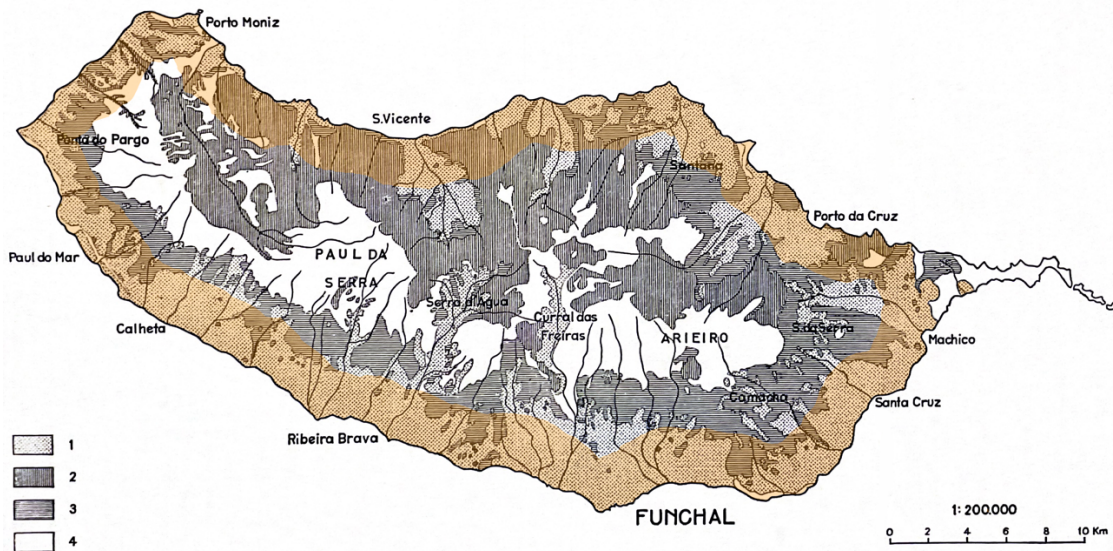 Porto Moniz
S.Vicente
Ponta do Pargo
Santana
Porto da Cruz
Paul do Mar
PAUL DA
SERRA
Serra d'Agua
Curral das
Freiras
S. da Serra
ARIEIRO
Machico
Calheta
Camacha
Santa Cruz
Ribeira Brava
FUNCHAL
1
2
3
4
1: 200.000
0 2 4 6 8 10 Km